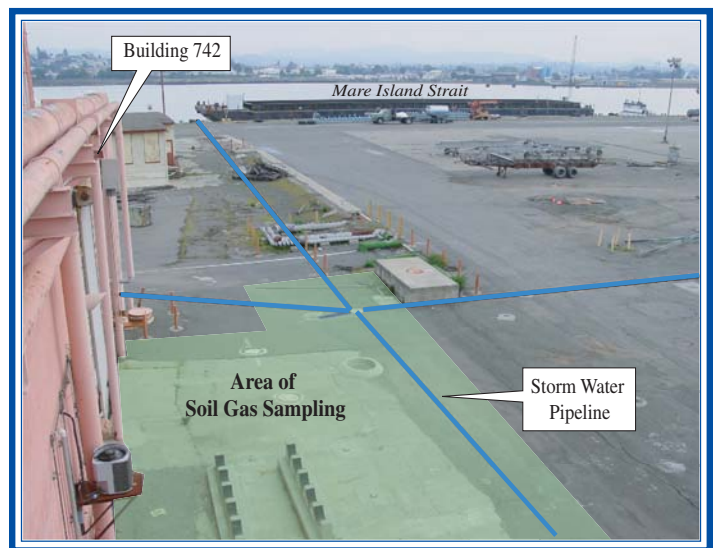 Building 742
Mare Island Strait
Area of
Soil Gas Sampling
Storm Water
Pipeline